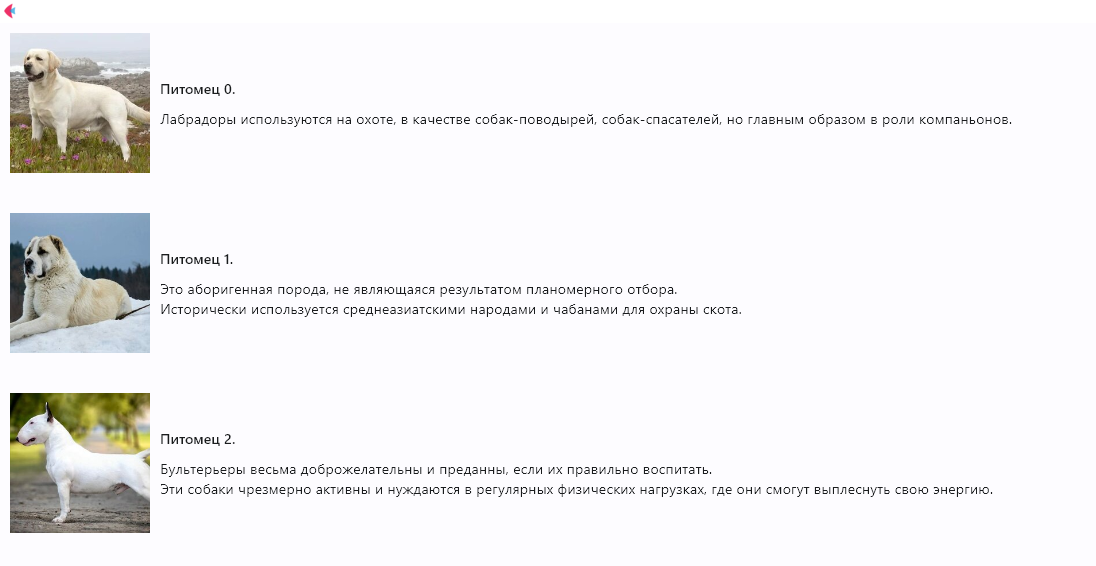 Питомец 0.
Лабрадоры используются на охоте, в качестве собак-поводырей, собак-спасателей, но главным образом в роли компаньонов.
Питомец 1.
Это аборигенная порода, не являющаяся результатом планомерного отбора.
Исторически используется среднеазиатскими народами и чабанами для охраны скота.
Питомец 2.
Бультерьеры весьма доброжелательны и преданны, если их правильно воспитать.
Эти собаки чрезмерно активны и нуждаются в регулярных физических нагрузках, где они смогут выплеснуть свою энергию.